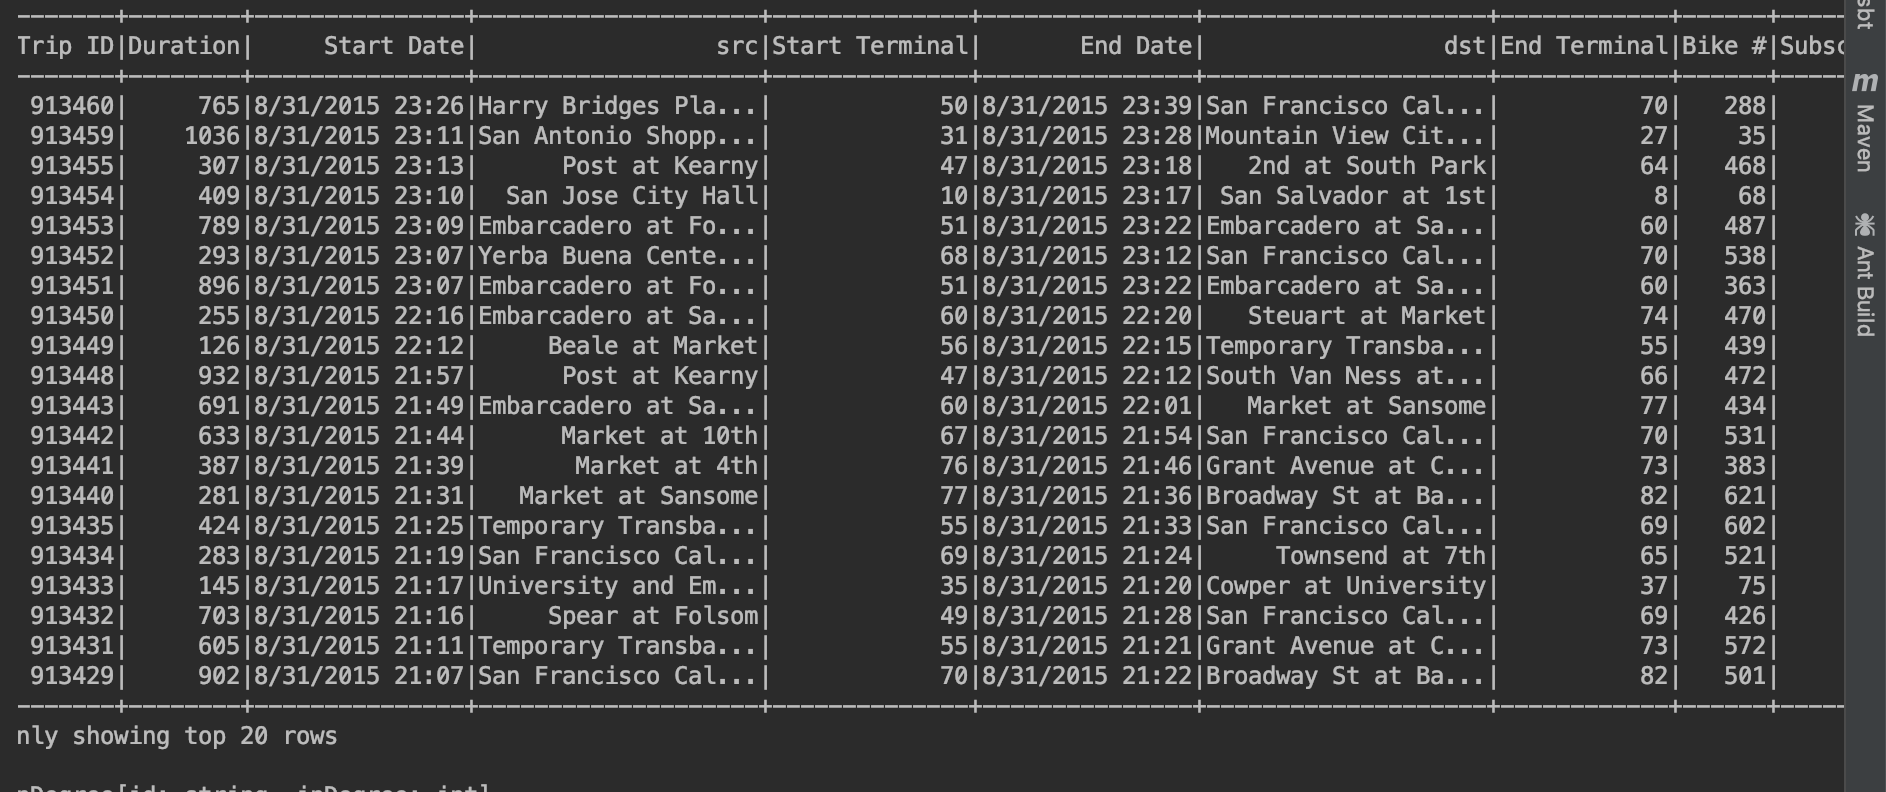 -------+--------+---------------+--------------------+--------------+---------------+--------------------+------------+------+-----
Trip ID|Duration|     Start Date|                 src|Start Terminal|       End Date|                 dst|End Terminal|Bike #|Subsc
-------+--------+---------------+--------------------+--------------+---------------+--------------------+------------+------+-----
 913460|     765|8/31/2015 23:26|Harry Bridges Pla...|            50|8/31/2015 23:39|San Francisco Cal...|          70|   288|
 913459|    1036|8/31/2015 23:11|San Antonio Shopp...|            31|8/31/2015 23:28|Mountain View Cit...|          27|    35|
 913455|     307|8/31/2015 23:13|      Post at Kearny|            47|8/31/2015 23:18|   2nd at South Park|          64|   468|
 913454|     409|8/31/2015 23:10|  San Jose City Hall|            10|8/31/2015 23:17| San Salvador at 1st|           8|    68|
 913453|     789|8/31/2015 23:09|Embarcadero at Fo...|            51|8/31/2015 23:22|Embarcadero at Sa...|          60|   487|
 913452|     293|8/31/2015 23:07|Yerba Buena Cente...|            68|8/31/2015 23:12|San Francisco Cal...|          70|   538|
 913451|     896|8/31/2015 23:07|Embarcadero at Fo...|            51|8/31/2015 23:22|Embarcadero at Sa...|          60|   363|
 913450|     255|8/31/2015 22:16|Embarcadero at Sa...|            60|8/31/2015 22:20|   Steuart at Market|          74|   470|
 913449|     126|8/31/2015 22:12|     Beale at Market|            56|8/31/2015 22:15|Temporary Transba...|          55|   439|
 913448|     932|8/31/2015 21:57|      Post at Kearny|            47|8/31/2015 22:12|South Van Ness at...|          66|   472|
 913443|     691|8/31/2015 21:49|Embarcadero at Sa...|            60|8/31/2015 22:01|   Market at Sansome|          77|   434|
 913442|     633|8/31/2015 21:44|      Market at 10th|            67|8/31/2015 21:54|San Francisco Cal...|          70|   531|
 913441|     387|8/31/2015 21:39|       Market at 4th|            76|8/31/2015 21:46|Grant Avenue at C...|          73|   383|
 913440|     281|8/31/2015 21:31|   Market at Sansome|            77|8/31/2015 21:36|Broadway St at Ba...|          82|   621|
 913435|     424|8/31/2015 21:25|Temporary Transba...|            55|8/31/2015 21:33|San Francisco Cal...|          69|   602|
 913434|     283|8/31/2015 21:19|San Francisco Cal...|            69|8/31/2015 21:24|     Townsend at 7th|          65|   521|
 913433|     145|8/31/2015 21:17|University and Em...|            35|8/31/2015 21:20|Cowper at University|          37|    75|
 913432|     703|8/31/2015 21:16|     Spear at Folsom|            49|8/31/2015 21:28|San Francisco Cal...|          69|   426|
 913431|     605|8/31/2015 21:11|Temporary Transba...|            55|8/31/2015 21:21|Grant Avenue at C...|          73|   572|
 913429|     902|8/31/2015 21:07|San Francisco Cal...|            70|8/31/2015 21:22|Broadway St at Ba...|          82|   501|
-------+--------+---------------+--------------------+--------------+---------------+--------------------+------------+------+-----
nly showing top 20 rows
nDegree[id: string, inDegree: int]
sbt
m Maven
Ant Build